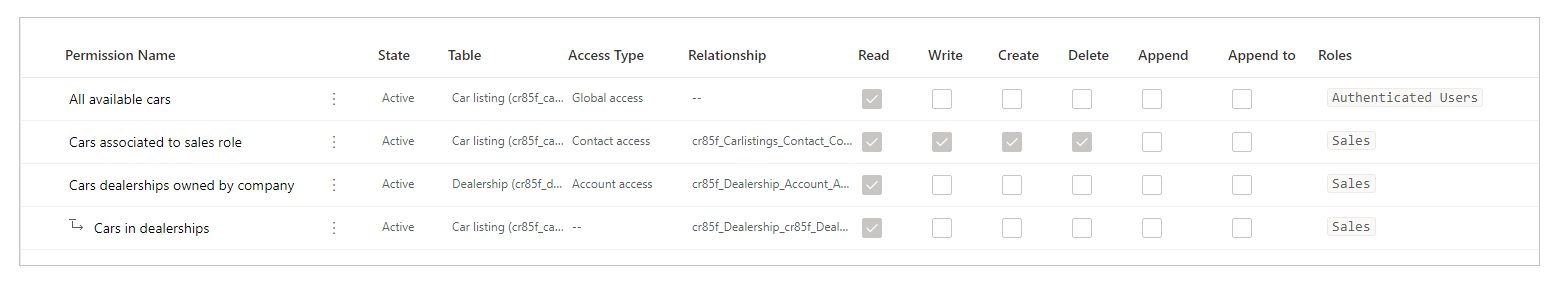 Permission Name State Table Access Type Relationship Read Write Create Delete Append Append to Roles
All available cars Active Car listing (cr85f_ca... Global access -- Authenticated Users
Cars associated to sales role Active Car listing (cr85f_ca... Contact access cr85f_Carlistings_Contact_Co... Sales
Cars dealerships owned by company Active Dealership (cr85f_d... Account access cr85f_Dealership_Account_A... Sales
Cars in dealerships Active Car listing (cr85f_ca... -- cr85f_Dealership_cr85f_Deal... Sales